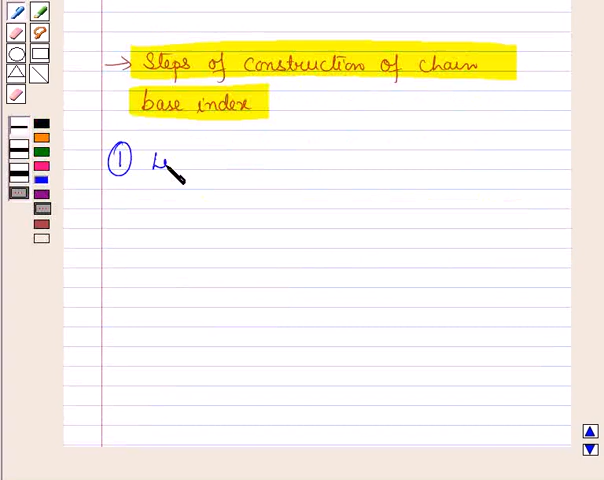 → Steps of construction of chain
base index
①